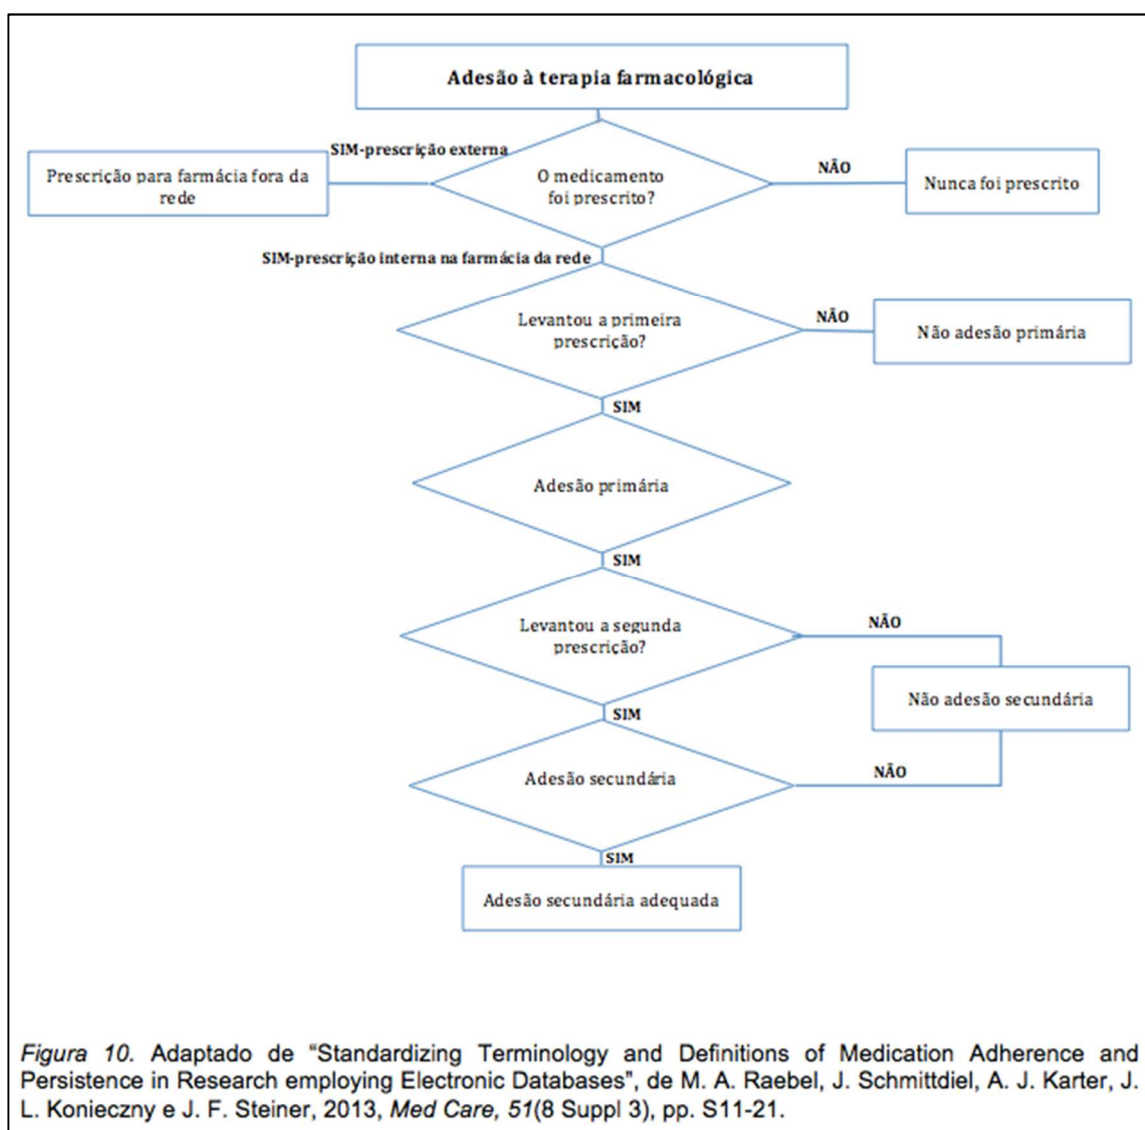 Adesão à terapia farmacológica
SIM-prescrição externa
Prescrição para farmácia fora da
rede
O medicamento
foi prescrito?
NÃO
Nunca foi prescrito
SIM-prescrição interna na farmácia da rede
Levantou a primeira
prescrição?
NÃO
Não adesão primária
SIM
Adesão primária
SIM
Levantou a segunda
prescrição?
NÃO
Não adesão secundária
SIM
Adesão secundária
NÃO
SIM
Adesão secundária adequada
Figura 10. Adaptado de “Standardizing Terminology and Definitions of Medication Adherence and
Persistence in Research employing Electronic Databases”, de M. A. Raebel, J. Schmittdiel, A. J. Karter, J.
L. Konieczny e J. F. Steiner, 2013, Med Care, 51(8 Suppl 3), pp. S11-21.